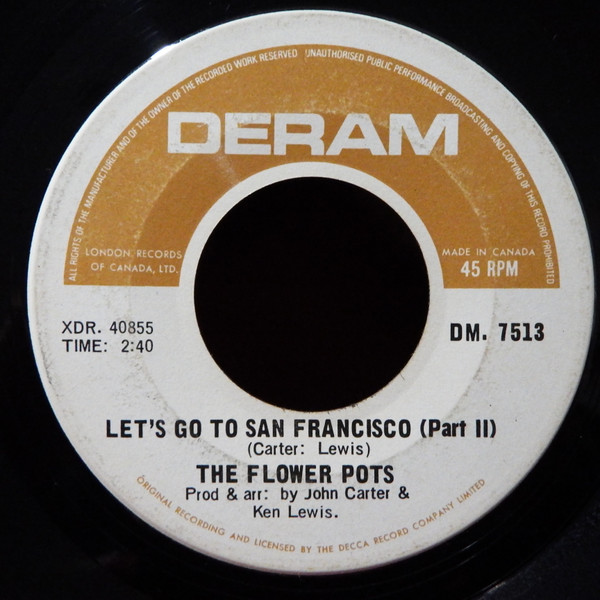 ALL RIGHTS OF THE MANUFACTURER AND OF THE OWNER OF THE RECORDED WORK RESERVED UNAUTHORISED PUBLIC PERFORMANCE BROADCASTING AND COPYING OF THIS RECORD PROHIBITED
DERAM
LONDON RECORDS
OF CANADA, LTD.
MADE IN CANADA
45 RPM
XDR. 40855
TIME: 2:40
DM. 7513
LET'S GO TO SAN FRANCISCO (Part II)
(Carter: Lewis)
THE FLOWER POTS
Prod & arr: by John Carter &
Ken Lewis.
ORIGINAL RECORDING AND LICENSED BY THE DECCA RECORD COMPANY LIMITED